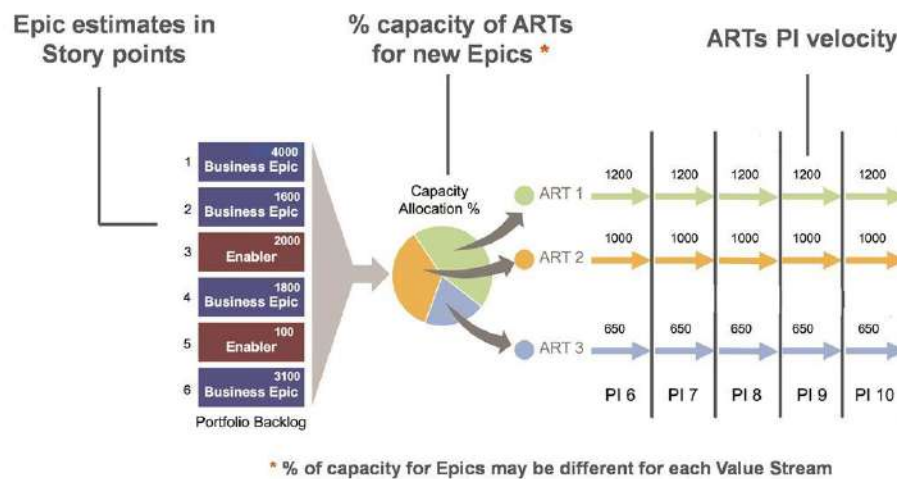 Epic estimates in
Story points
% capacity of ARTs
for new Epics *
ARTs PI velocity
1
4000
Business Epic
2
1600
Business Epic
3
2000
Enabler
4
1800
Business Epic
5
100
Enabler
6
3100
Business Epic
Portfolio Backlog
Capacity
Allocation %
ART 1
1200 1200 1200 1200 1200
ART 2
1000 1000 1000 1000 1000
ART 3
650 650 650 650 650
PI 6 PI 7 PI 8 PI 9 PI 10
* % of capacity for Epics may be different for each Value Stream